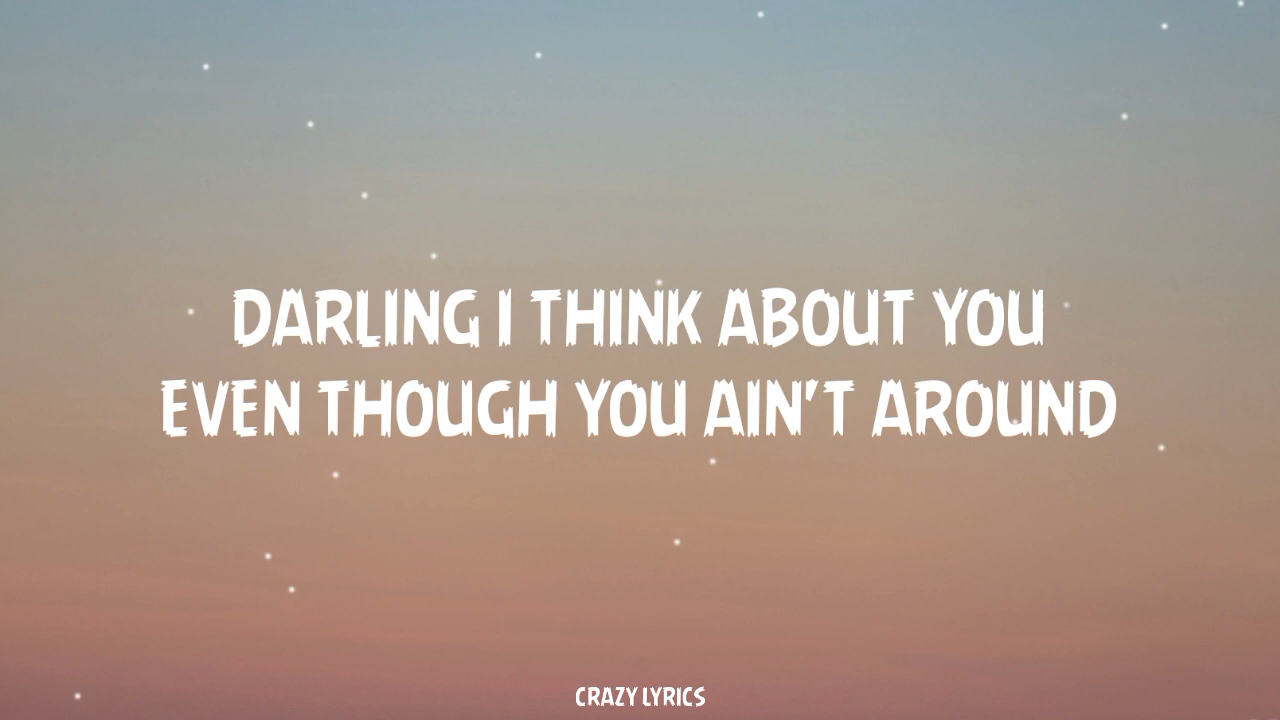 DARLING I THINK ABOUT YOU
EVEN THOUGH YOU AIN'T AROUND
CRAZY LYRICS